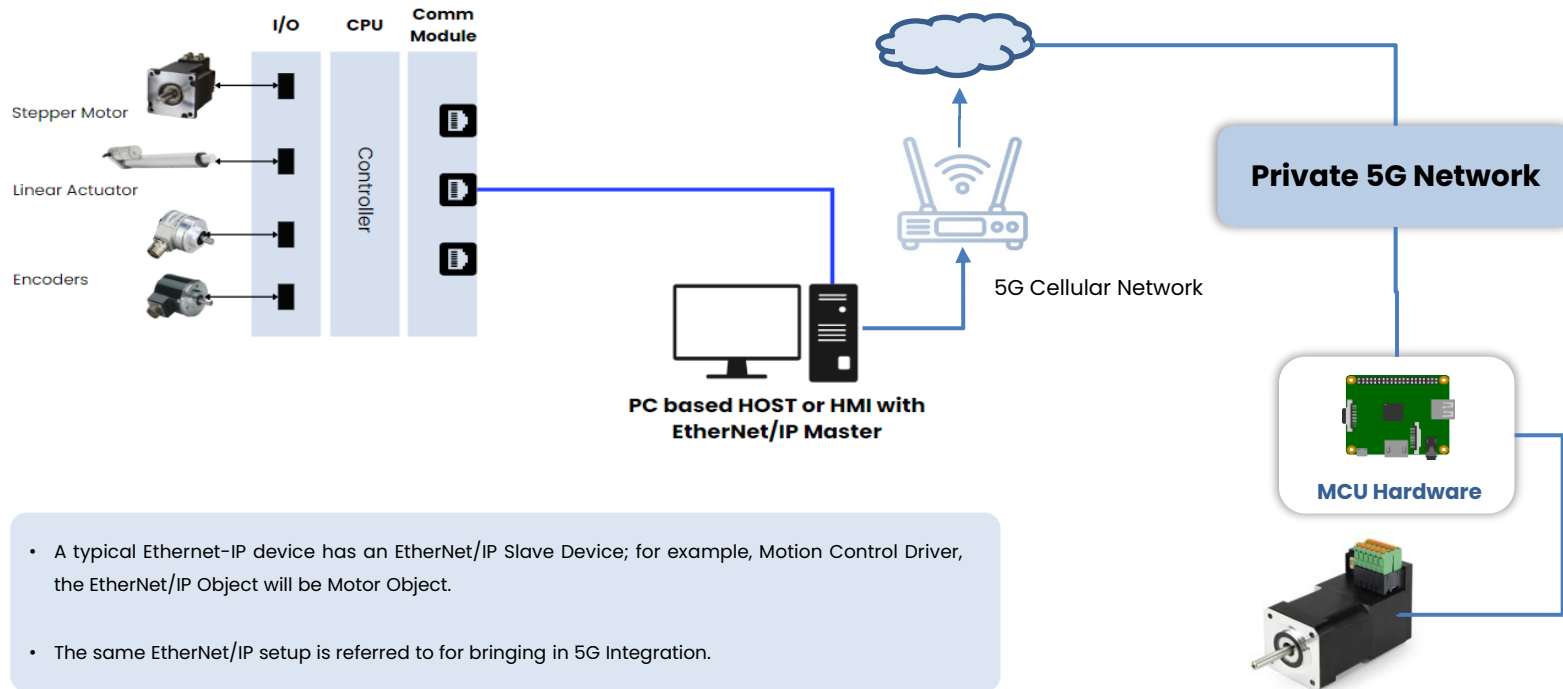 I/O
CPU
Comm
Module
Stepper Motor
Linear Actuator
Encoders
Controller
5G Cellular Network
Private 5G Network
PC based HOST or HMI with
EtherNet/IP Master
MCU Hardware
• A typical Ethernet-IP device has an EtherNet/IP Slave Device; for example, Motion Control Driver,
the EtherNet/IP Object will be Motor Object.
• The same EtherNet/IP setup is referred to for bringing in 5G Integration.